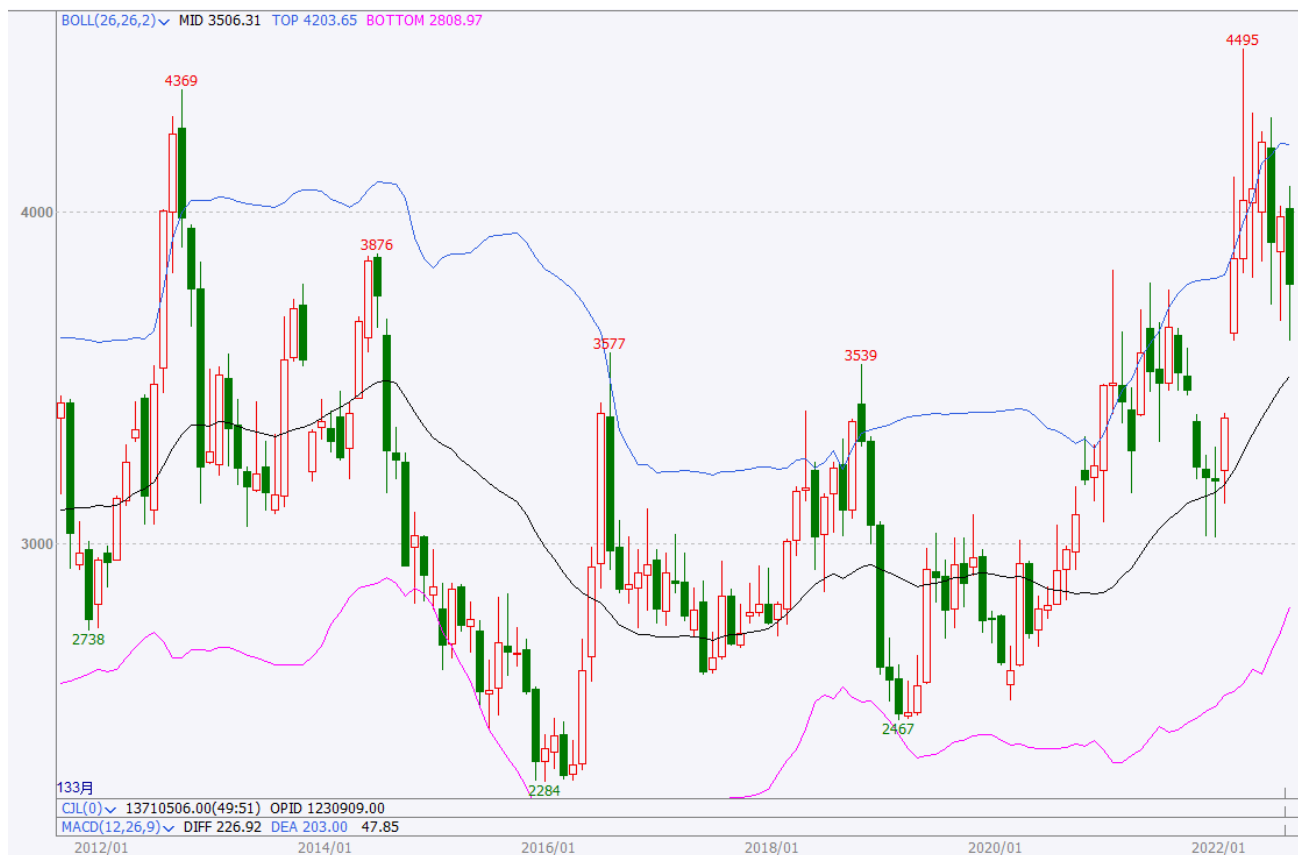 BOLL(26,26,2) MID 3506.31 TOP 4203.65 BOTTOM 2808.97
4495
4369
4000
3876
3577
3539
3000
2738
2467
2284
133月
CJL(0) 13710506.00(49:51) OPID 1230909.00
MACD(12,26,9) DIFF 226.92 DEA 203.00 47.85
2012/01 2014/01 2016/01 2018/01 2020/01 2022/01